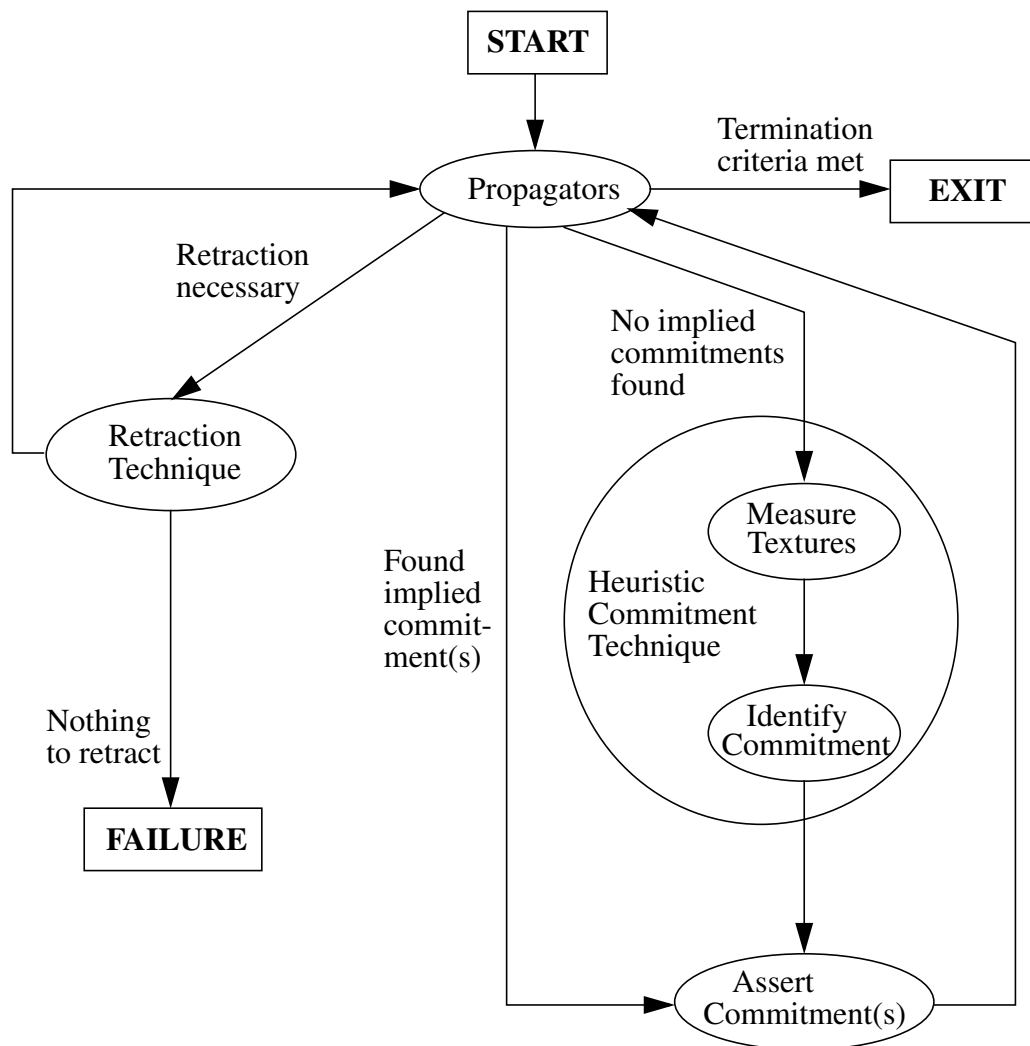 START
Termination
criteria met
Propagators
EXIT
Retraction
necessary
No implied
commitments
found
Retraction
Technique
Measure
Textures
Found
implied
commit-
ment(s)
Heuristic
Commitment
Technique
Nothing
to retract
Identify
Commitment
FAILURE
Assert
Commitment(s)